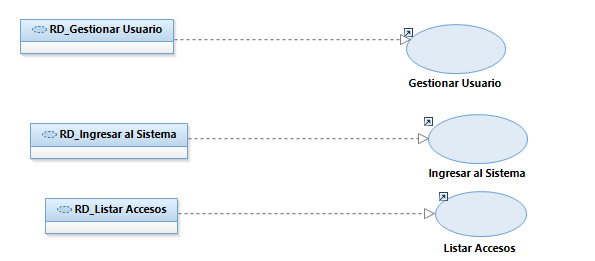 RD_Gestionar Usuario
Gestionar Usuario
RD_Ingresar al Sistema
Ingresar al Sistema
RD_Listar Accesos
Listar Accesos